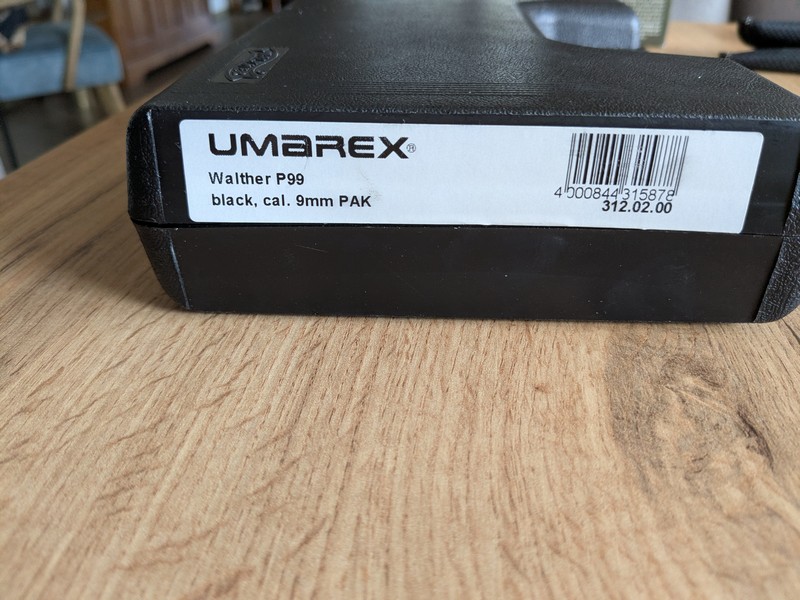 UMAREX®
Walther P99
black, cal. 9mm PAK
4 000844 315878
312.02.00